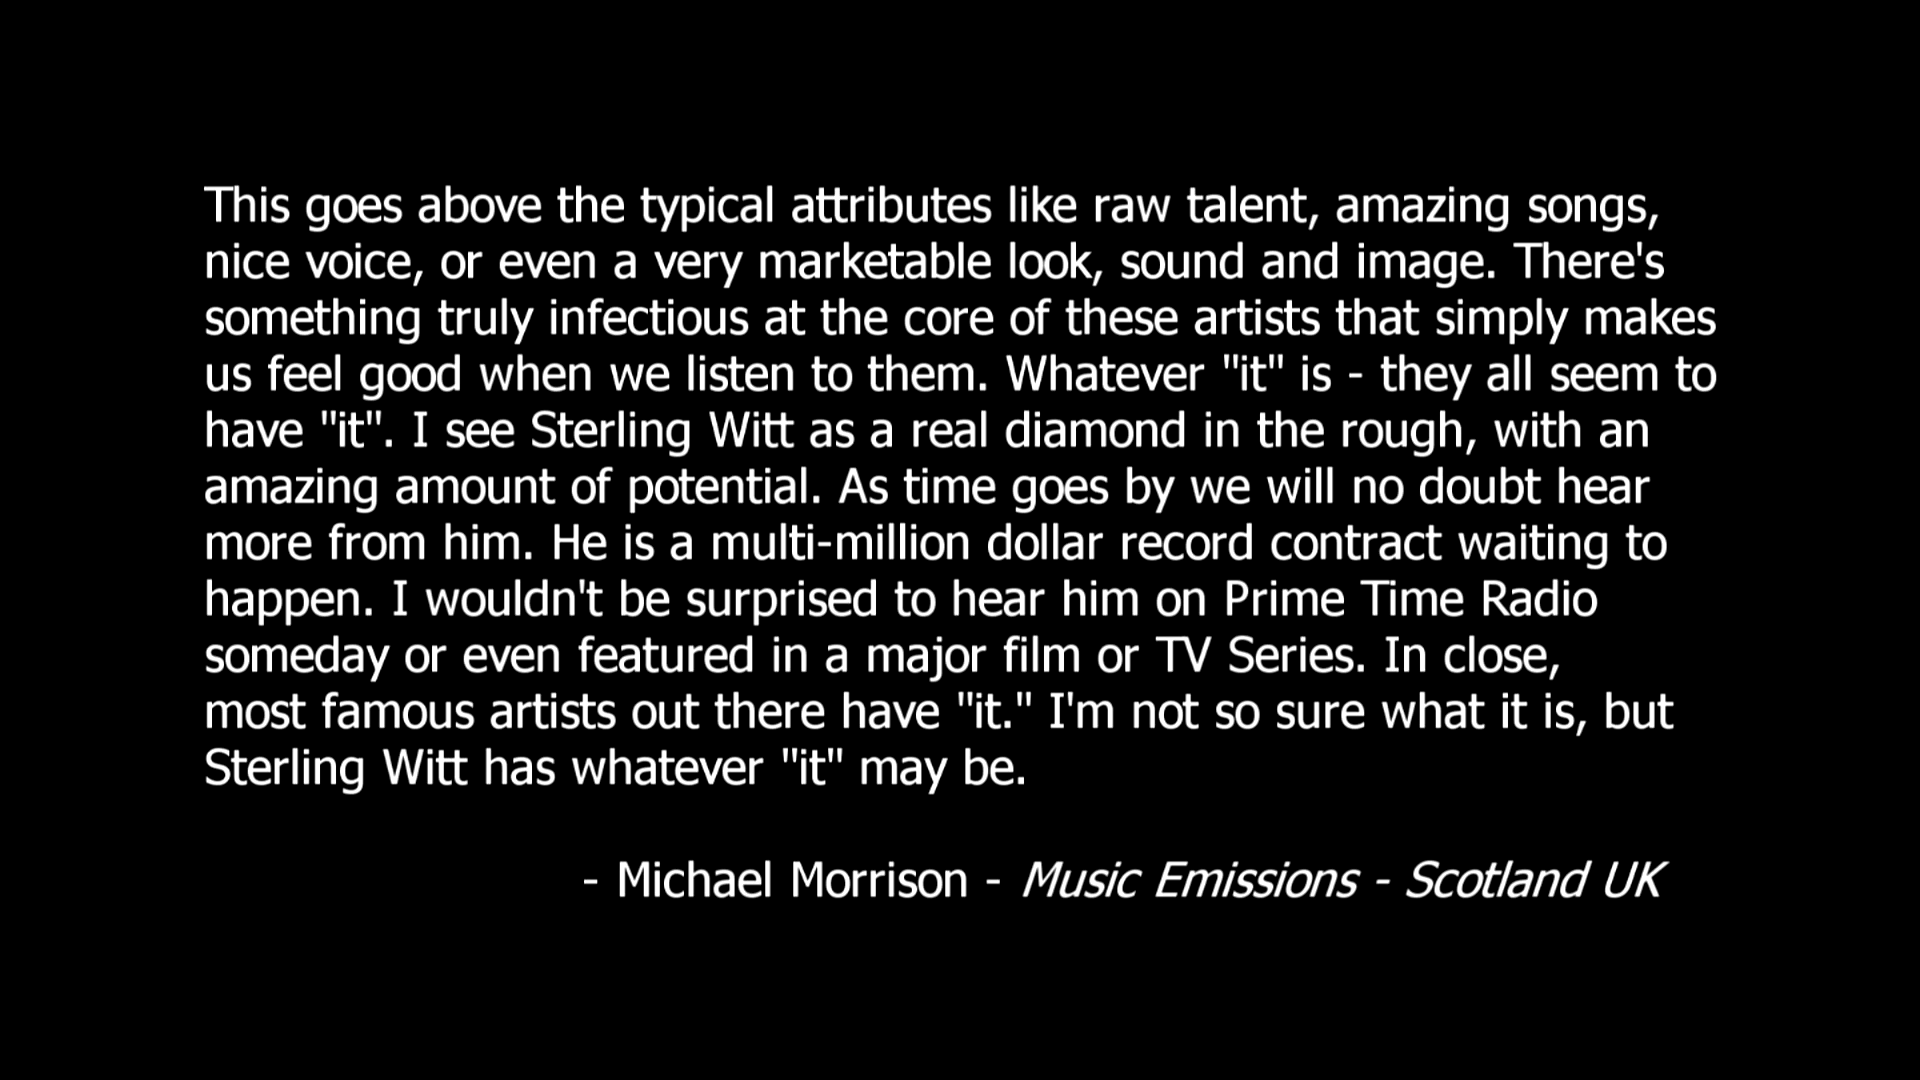 This goes above the typical attributes like raw talent, amazing songs,
nice voice, or even a very marketable look, sound and image. There's
something truly infectious at the core of these artists that simply makes
us feel good when we listen to them. Whatever "it" is - they all seem to
have "it". I see Sterling Witt as a real diamond in the rough, with an
amazing amount of potential. As time goes by we will no doubt hear
more from him. He is a multi-million dollar record contract waiting to
happen. I wouldn't be surprised to hear him on Prime Time Radio
someday or even featured in a major film or TV Series. In close,
most famous artists out there have "it." I'm not so sure what it is, but
Sterling Witt has whatever "it" may be.
- Michael Morrison - Music Emissions - Scotland UK